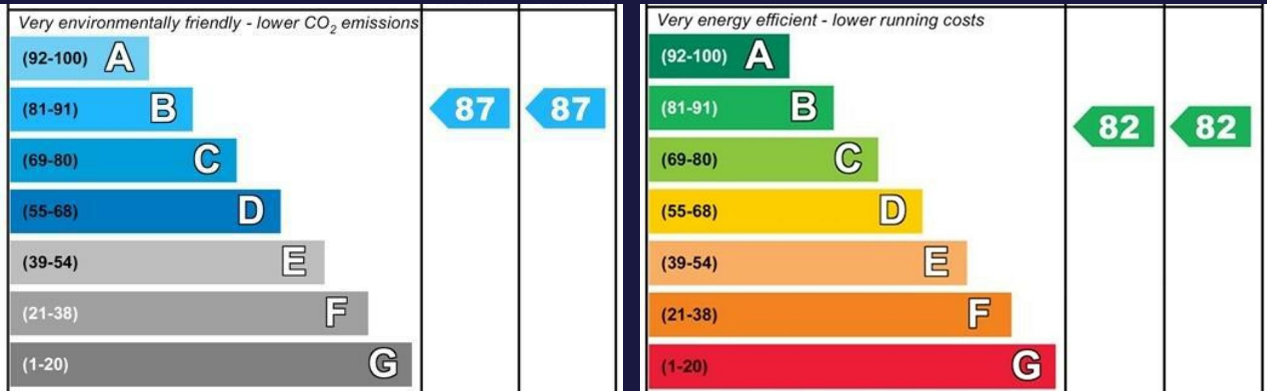 Very environmentally friendly - lower CO₂ emissions
(92-100) A
(81-91) B
87 87
(69-80) C
(55-68) D
(39-54) E
(21-38) F
(1-20) G
Very energy efficient - lower running costs
(92-100) A
(81-91) B
82 82
(69-80) C
(55-68) D
(39-54) E
(21-38) F
(1-20) G